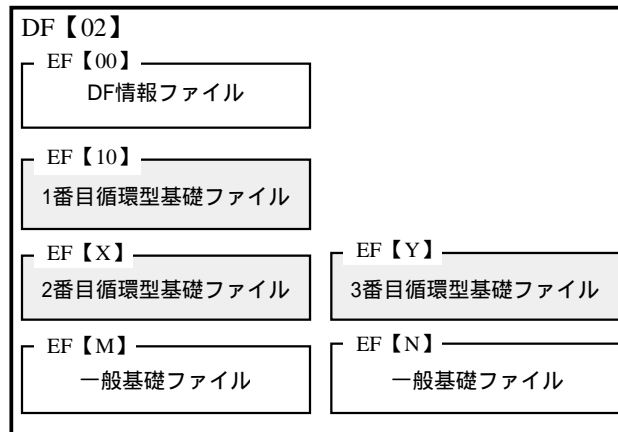 DF【02】
EF【00】
DF情報ファイル
EF【10】
1番目循環型基礎ファイル
EF【X】
2番目循環型基礎ファイル
EF【Y】
3番目循環型基礎ファイル
EF【M】
一般基礎ファイル
EF【N】
一般基礎ファイル